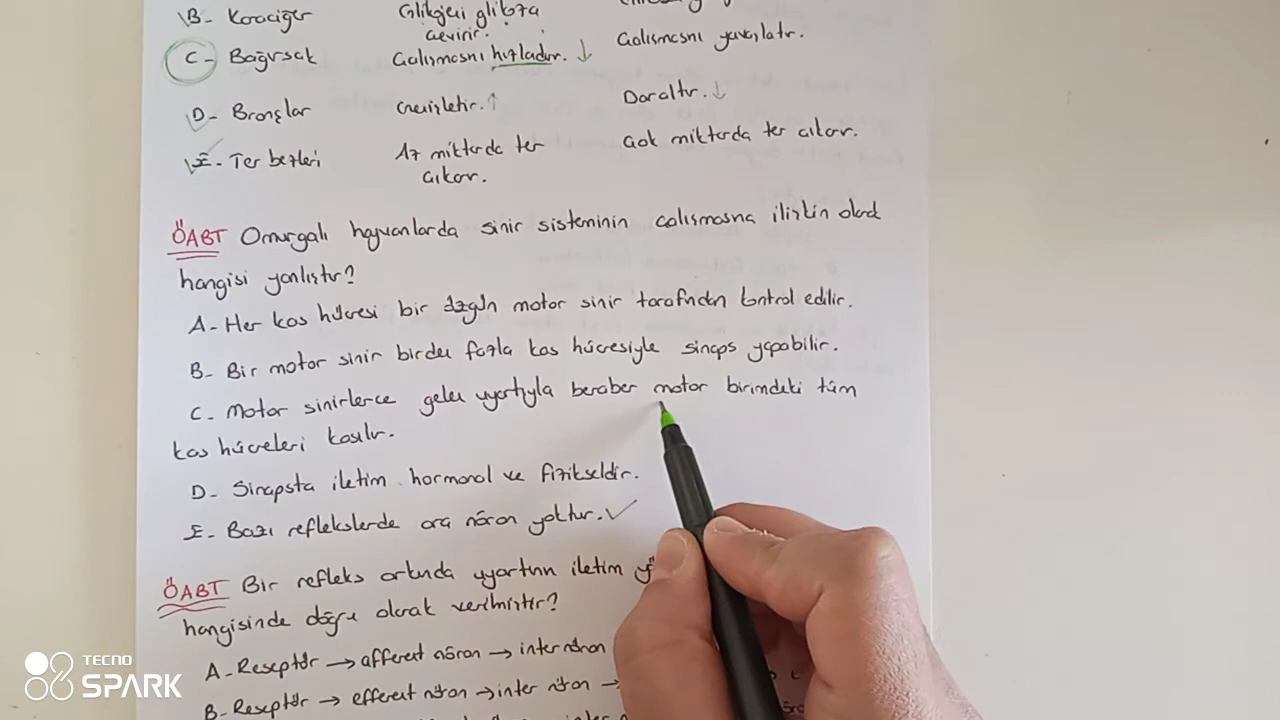 B- Karaciğer Glikojeni glikoza
çevirir.
C- Bağırsak Çalışmasını hızladırır. ↓ Çalışmasını yavaşlatır.
D- Bronşlar Genişletir. ↑ Daraltır. ↓
E- Ter bezleri Az miktarda ter Çok miktarda ter çıkar.
çıkar.
ÖABT Omurgalı hayvanlarda sinir sisteminin çalışmasına ilişkin olarak
hangisi yanlıştır?
A- Her kas hücresi bir motor sinir tarafından kontrol edilir.
B- Bir motor sinir birden fazla kas hücresiyle sinaps yapabilir.
C- Motor sinirlerce gelen uyartıyla beraber motor birimdeki tüm
kas hücreleri kasılır.
D- Sinapsta iletim hormonal ve fizikseldir.
E- Bazı reflekslerde ara nöron yoktur. ✓
ÖABT Bir refleks arkında uyartının iletim
hangisinde doğru olarak verilmiştir?
A- Reseptör → afferent nöron → inter nöron
B- Reseptör → efferent nöron → inter nöron →
TECNO
SPARK